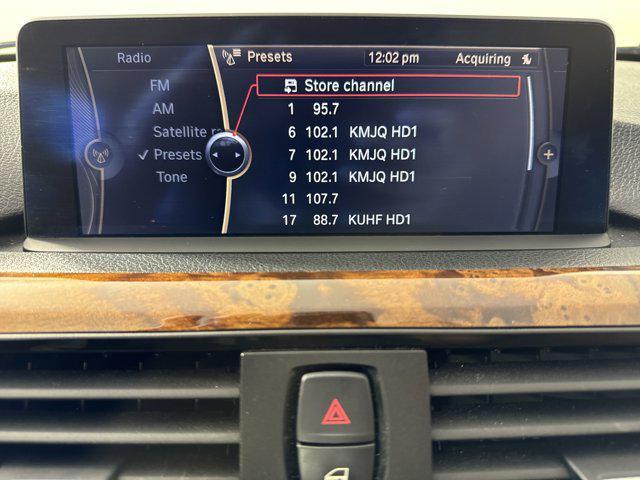 Radio
Presets
12:02 pm
Acquiring
FM
AM
Satellite
✓ Presets
Tone
Store channel
1 95.7
6 102.1 KMJQ HD1
7 102.1 KMJQ HD1
9 102.1 KMJQ HD1
11 107.7
17 88.7 KUHF HD1